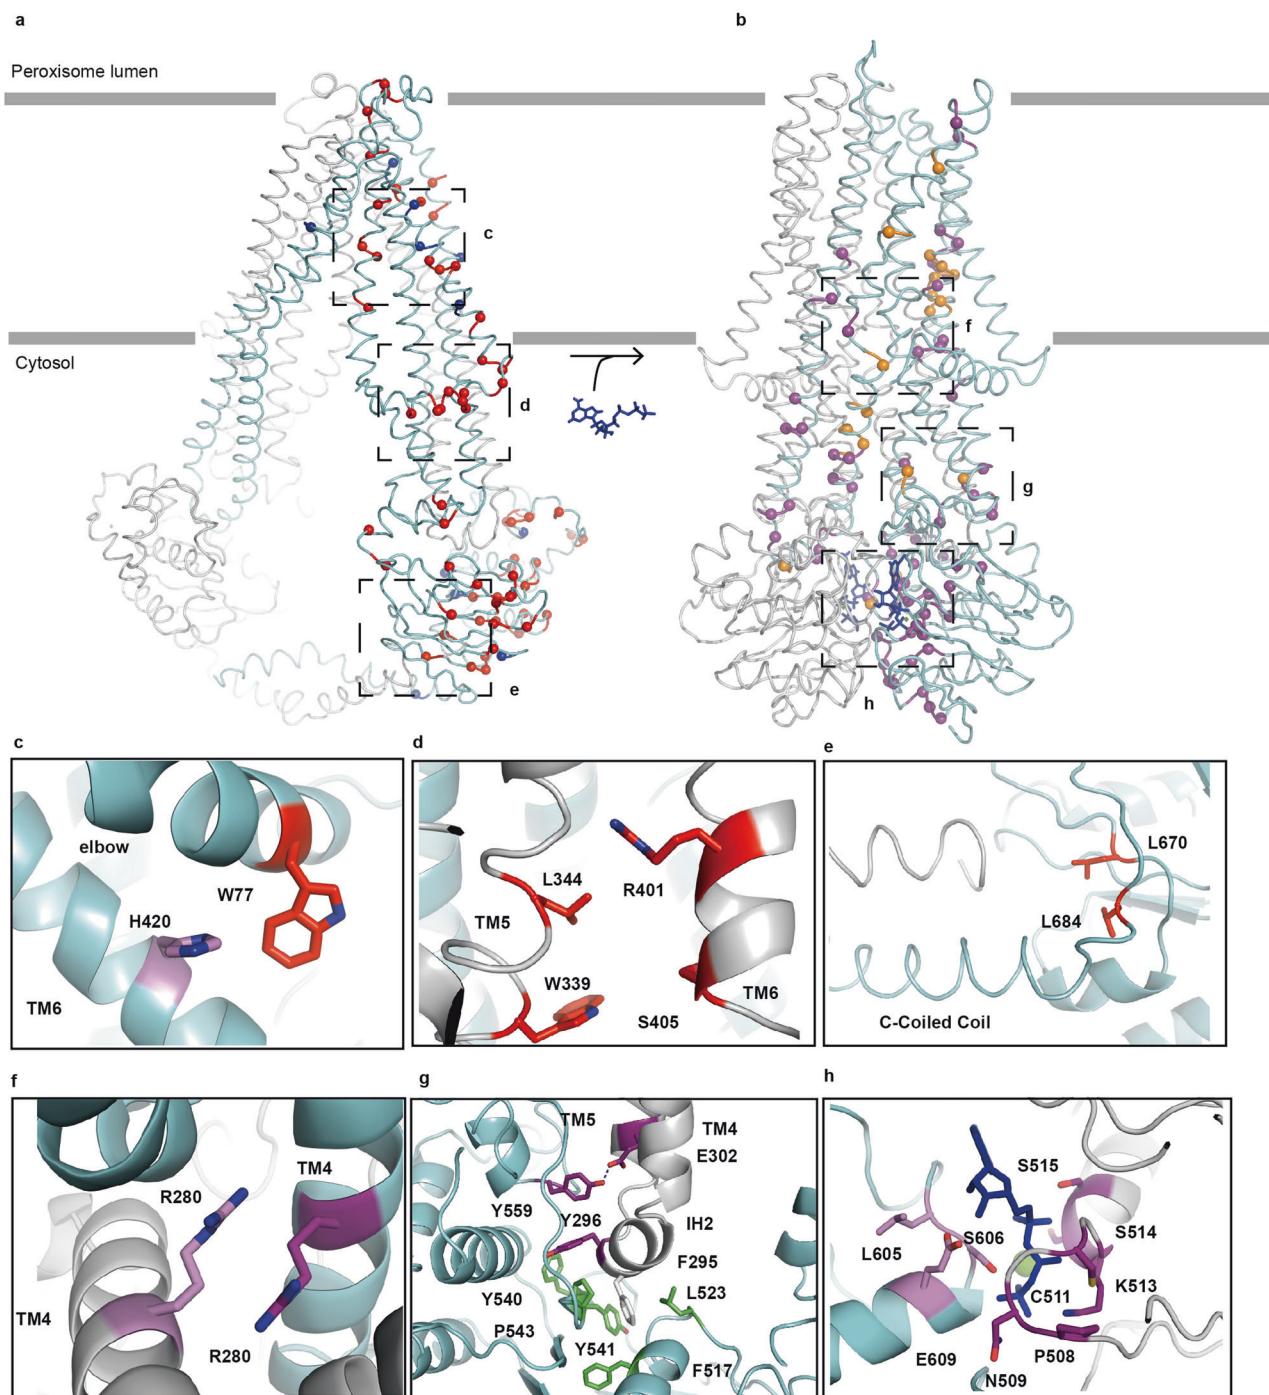 a
b
Peroxisome lumen
Cytosol
c
d
e
f
g
h
c
elbow
W77
H420
TM6
d
L344
R401
TM5
W339
S405
TM6
e
L670
L684
C-Coiled Coil
f
TM4
R280
TM4
R280
g
TM5
TM4
E302
Y559
Y296
IH2
F295
Y540
L523
P543
Y541
F517
h
S515
S606
S514
L605
K513
C511
E609
P508
N509